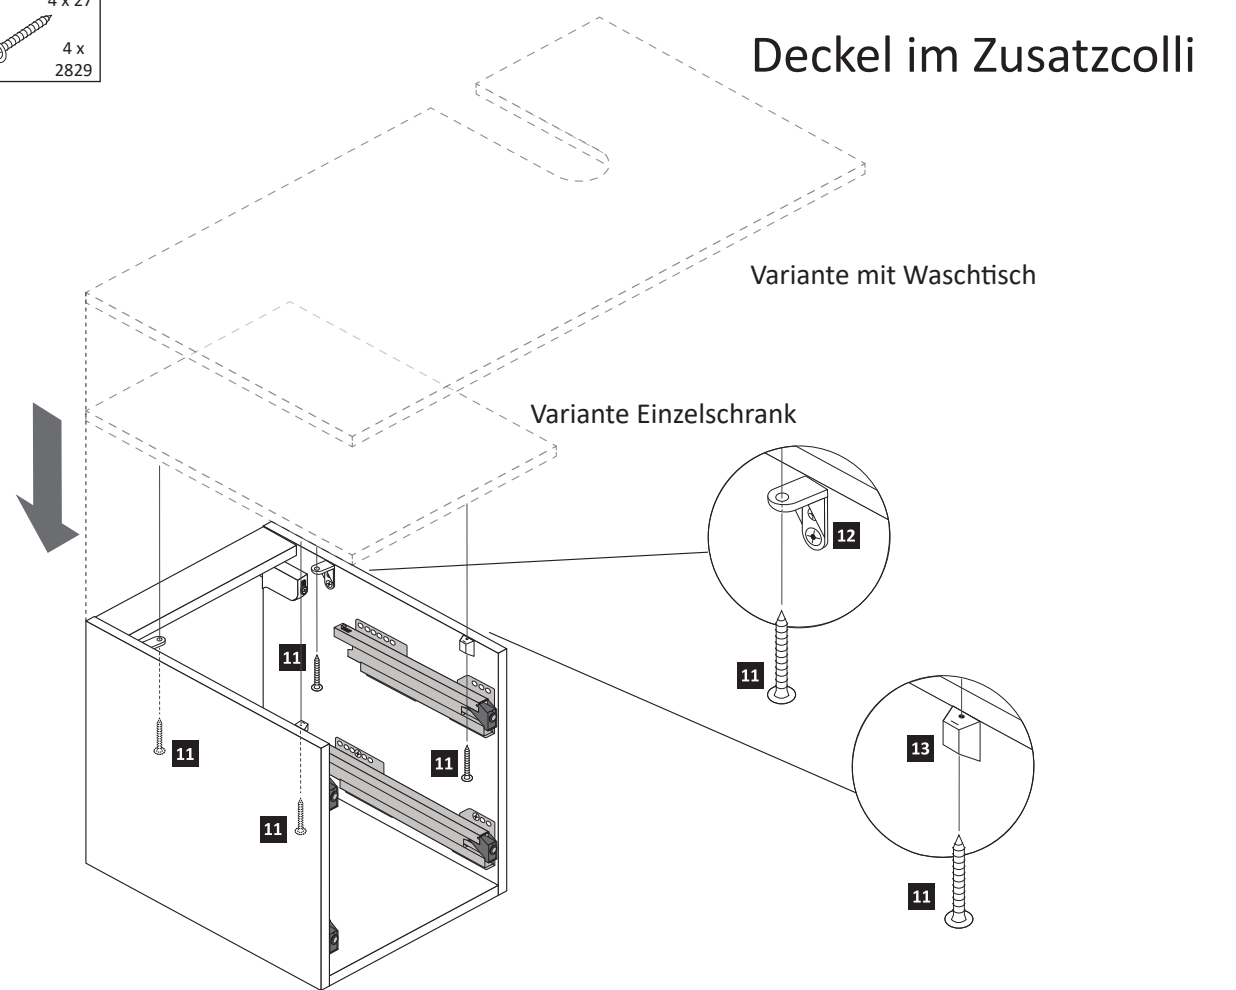 4 x 27
4 x
2829
Deckel im Zusatzcolli
Variante mit Waschtisch
Variante Einzelschrank
12
11
11
13
11
11
11
11